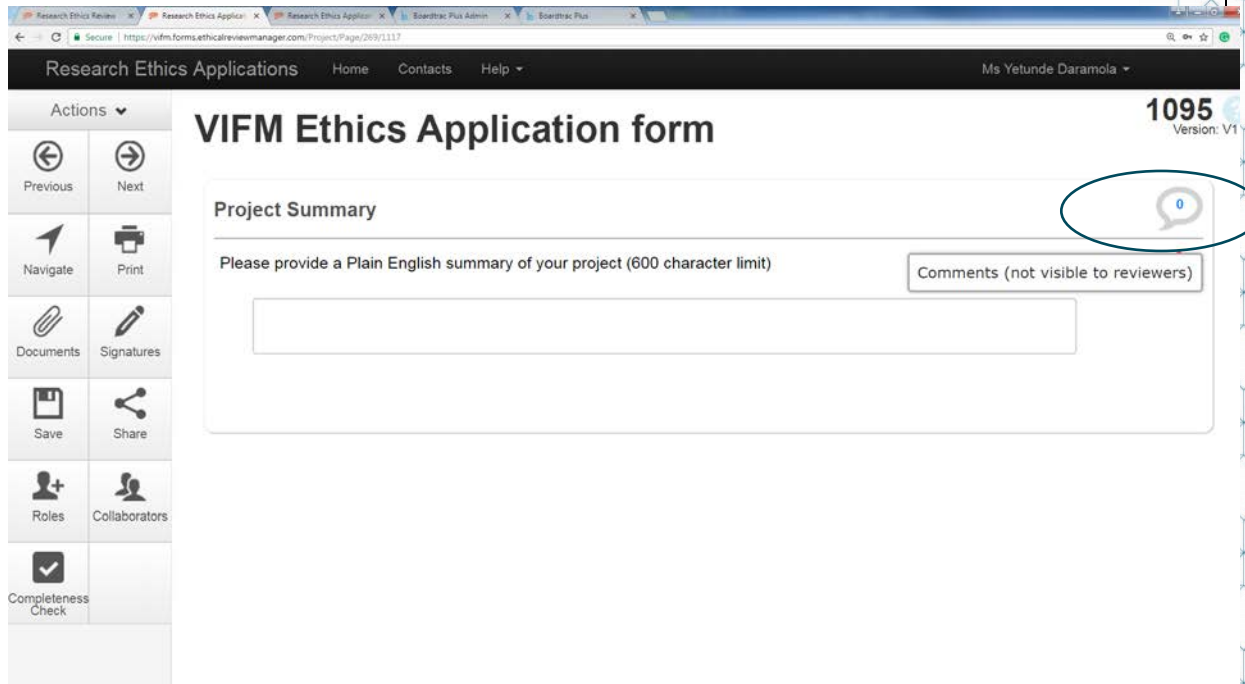 Research Ethics Review
Research Ethics Applicat
Research Ethics Applicat
Boardtrac Plus Admin
Boardtrac Plus
Secure | https://vifm.forms.ethicalreviewmanager.com/Project/Page/269/1117
Research Ethics Applications Home Contacts Help
Ms Yetunde Daramola
Actions
Previous Next
Navigate Print
Documents Signatures
Save Share
Roles Collaborators
Completeness
Check
VIFM Ethics Application form
1095
Version: V1
Project Summary
0
Please provide a Plain English summary of your project (600 character limit)
Comments (not visible to reviewers)